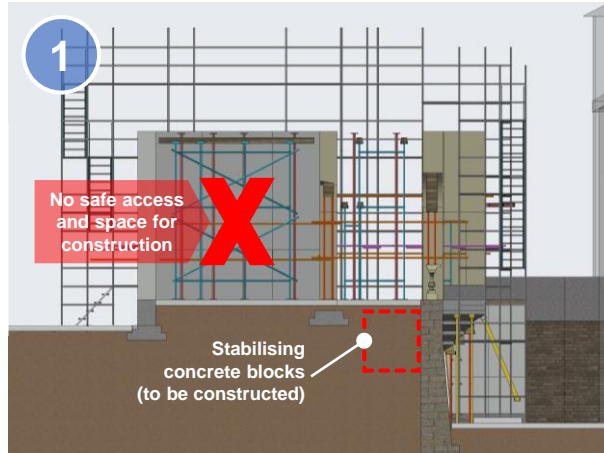 1
No safe access
and space for
construction
X
Stabilising
concrete blocks
(to be constructed)